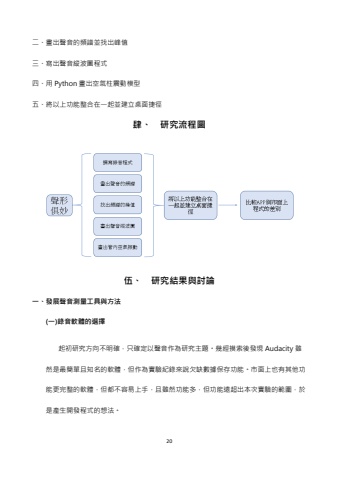 二、畫出聲音的頻譜並找出峰值
三、寫出聲音縱波圖程式
四、用 Python 畫出空氣柱震動模型
五、將以上功能整合在一起並建立桌面捷徑
肆、 研究流程圖
聲形
俱妙
撰寫錄音程式
畫出聲音的頻譜
找出頻譜的峰值
畫出聲音縱波圖
畫出管內空氣振動
將以上功能整合在
一起並建立桌面捷
徑
比較APP與市面上
程式的差別
伍、 研究結果與討論
一、發展聲音測量工具與方法
(一)錄音軟體的選擇
起初研究方向不明確，只確定以聲音作為研究主題。幾經搜索後發現 Audacity 雖
然是最簡單且知名的軟體，但作為實驗紀錄來說欠缺數據保存功能。市面上也有其他功
能更完整的軟體，但都不容易上手，且雖然功能多，但功能遠超出本次實驗的範圍，於
是產生開發程式的想法。
20